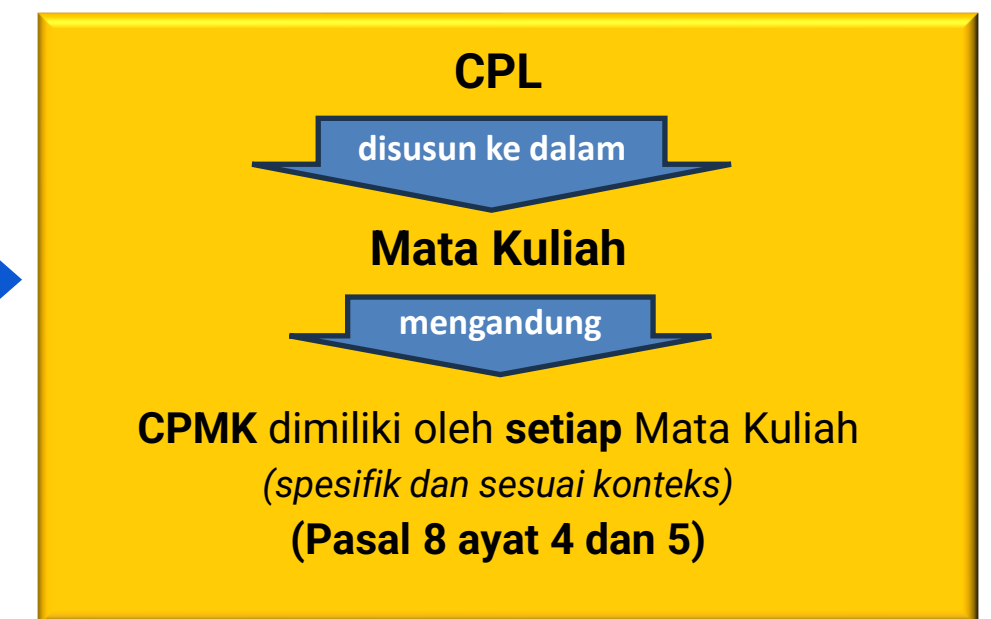 CPL
disusun ke dalam
Mata Kuliah
mengandung
CPMK dimiliki oleh setiap Mata Kuliah
(spesifik dan sesuai konteks)
(Pasal 8 ayat 4 dan 5)